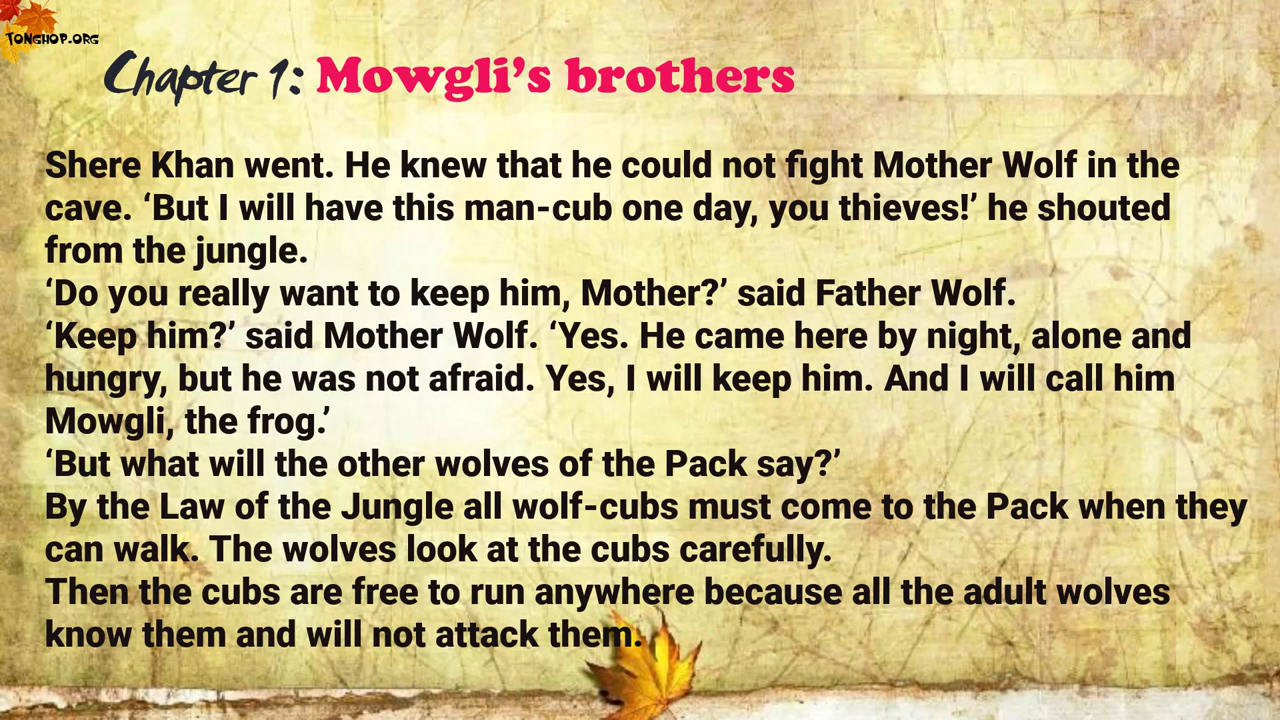 TONGHOP.ORG
Chapter 1: Mowgli’s brothers
Shere Khan went. He knew that he could not fight Mother Wolf in the
cave. ‘But I will have this man-cub one day, you thieves!’ he shouted
from the jungle.
‘Do you really want to keep him, Mother?’ said Father Wolf.
‘Keep him?’ said Mother Wolf. ‘Yes. He came here by night, alone and
hungry, but he was not afraid. Yes, I will keep him. And I will call him
Mowgli, the frog.’
‘But what will the other wolves of the Pack say?’
By the Law of the Jungle all wolf-cubs must come to the Pack when they
can walk. The wolves look at the cubs carefully.
Then the cubs are free to run anywhere because all the adult wolves
know them and will not attack them.